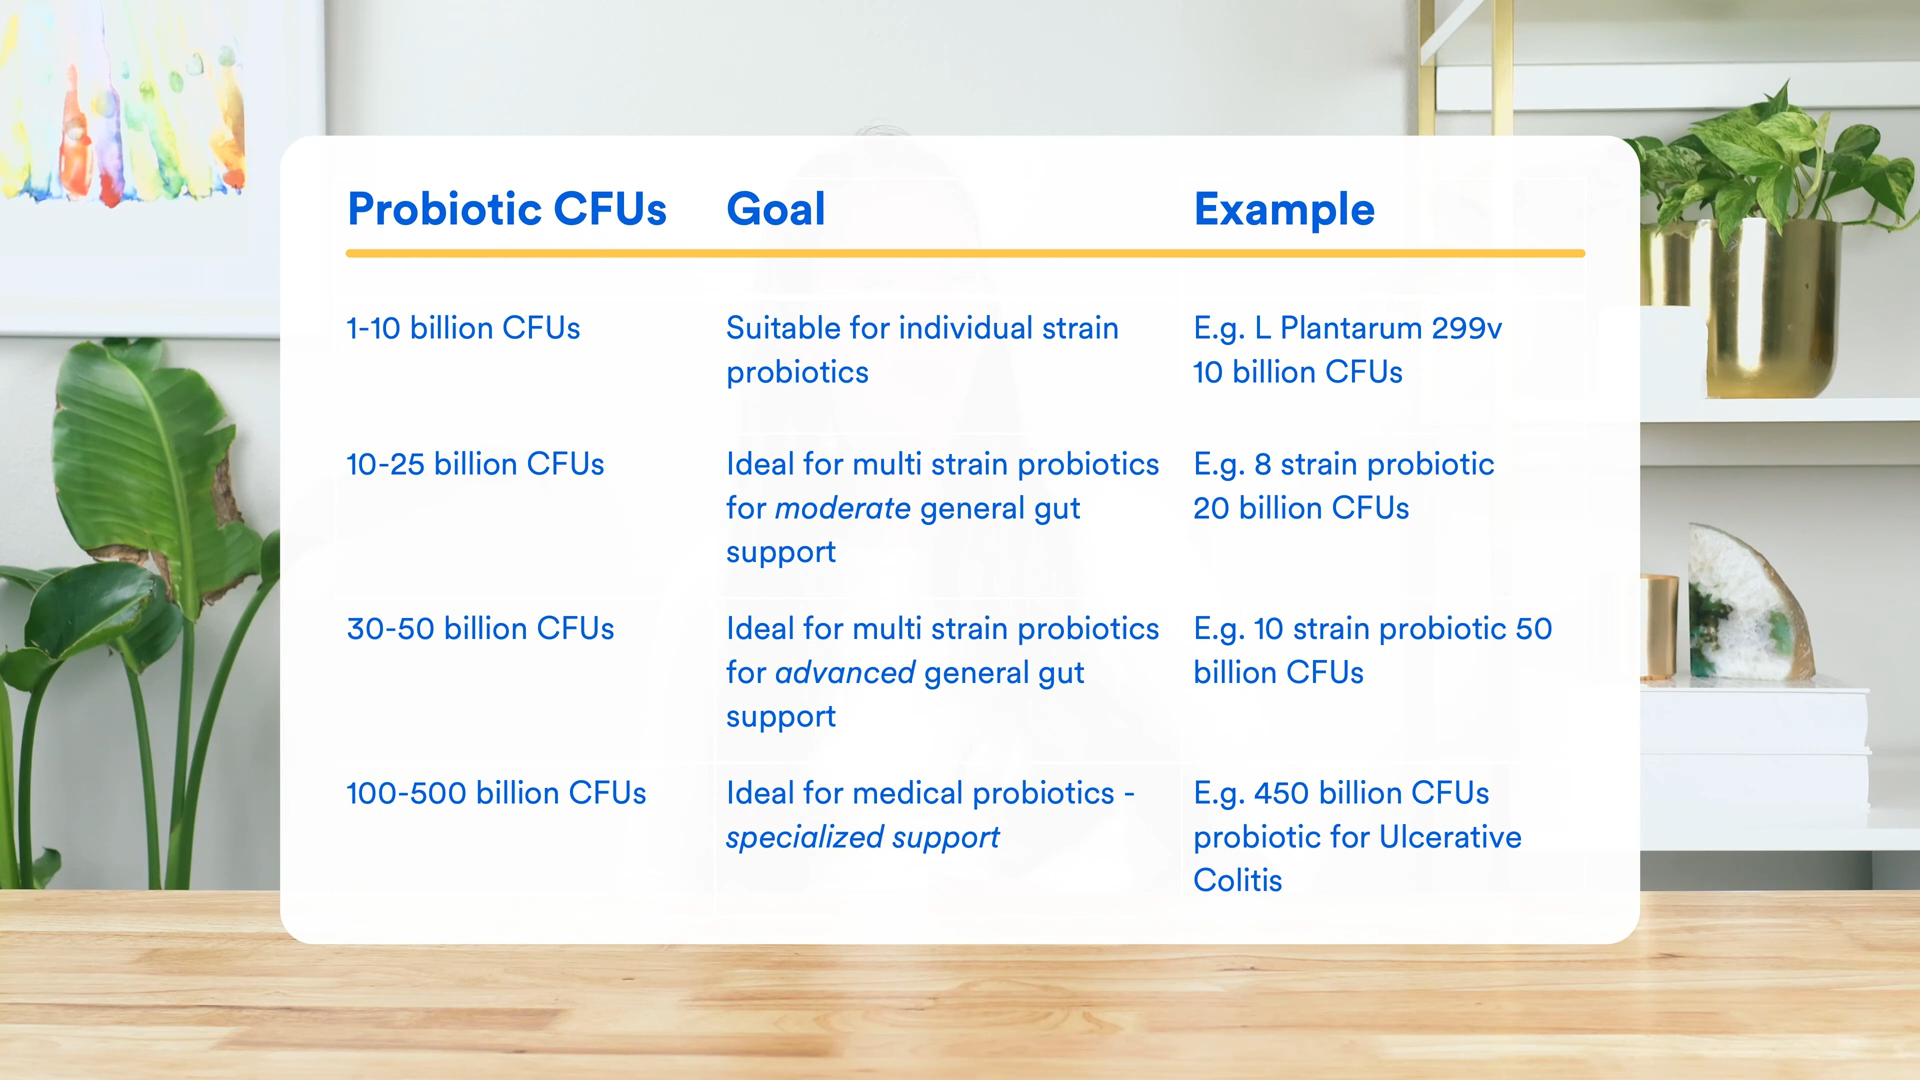 Probiotic CFUs Goal Example
1-10 billion CFUs
Suitable for individual strain
probiotics
E.g. L Plantarum 299v
10 billion CFUs
10-25 billion CFUs
Ideal for multi strain probiotics
for moderate general gut
support
E.g. 8 strain probiotic
20 billion CFUs
30-50 billion CFUs
Ideal for multi strain probiotics
for advanced general gut
support
E.g. 10 strain probiotic 50
billion CFUs
100-500 billion CFUs
Ideal for medical probiotics -
specialized support
E.g. 450 billion CFUs
probiotic for Ulcerative
Colitis